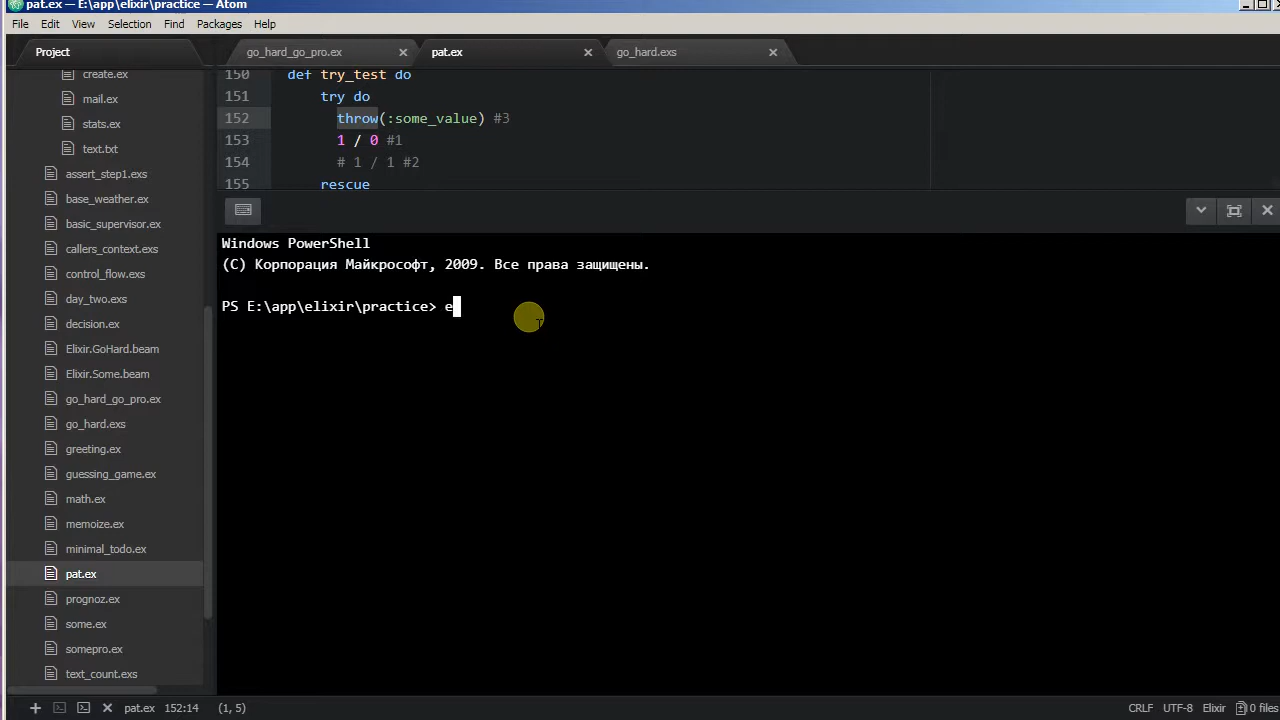 pat.ex — E:\app\elixir\practice — Atom
File Edit View Selection Find Packages Help
Project
go_hard_go_pro.ex
pat.ex
go_hard.exs
create.ex
mail.ex
stats.ex
text.txt
assert_step1.exs
base_weather.ex
basic_supervisor.ex
callers_context.exs
control_flow.exs
day_two.exs
decision.ex
Elixir.GoHard.beam
Elixir.Some.beam
go_hard_go_pro.ex
go_hard.exs
greeting.ex
guessing_game.ex
math.ex
memoize.ex
minimal_todo.ex
pat.ex
prognoz.ex
some.ex
somepro.ex
text_count.exs
150 def try_test do
151 try do
152 throw(:some_value) #3
153 1 / 0 #1
154 # 1 / 1 #2
155 rescue
Windows PowerShell
(C) Корпорация Майкрософт, 2009. Все права защищены.
PS E:\app\elixir\practice> e
pat.ex 152:14 (1, 5) CRLF UTF-8 Elixir 0 files